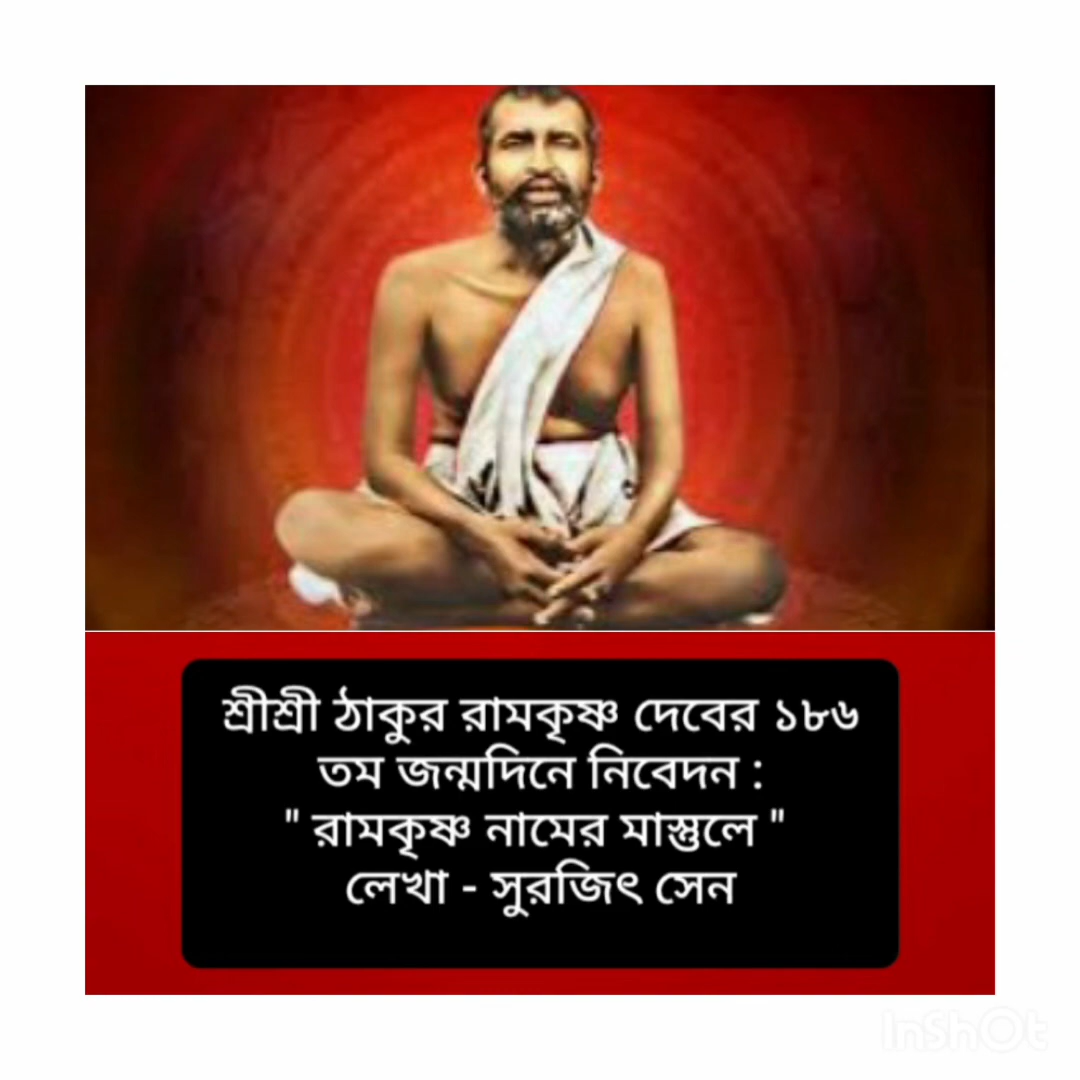 শ্রীশ্রী ঠাকুর রামকৃষ্ণ দেবের ১৮৬
তম জন্মদিনে নিবেদন :
" রামকৃষ্ণ নামের মাস্তুলে "
লেখা - সুরজিৎ সেন
InShOt